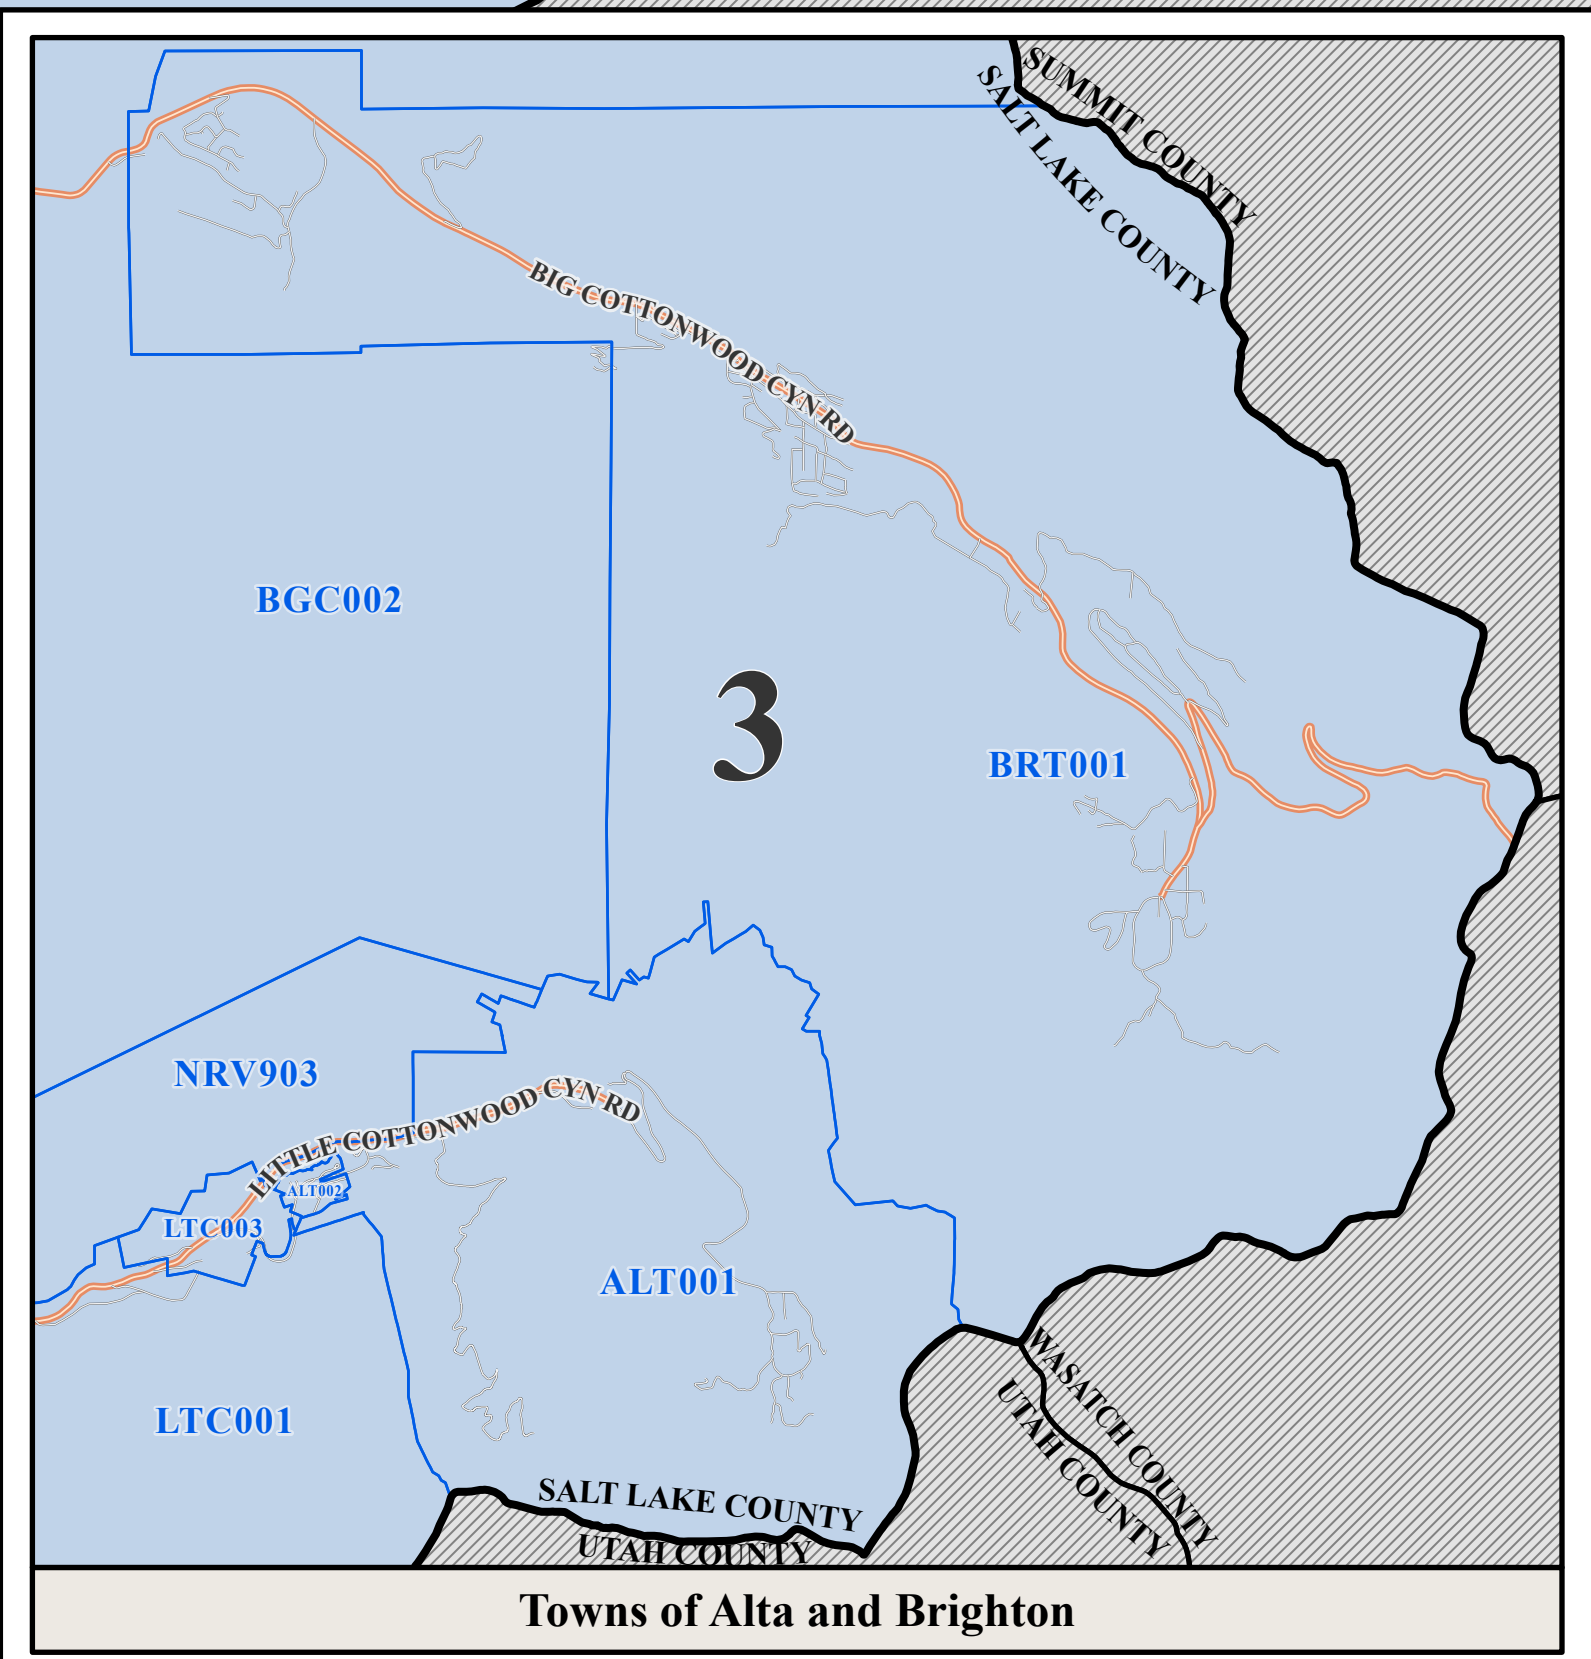 SUMMIT COUNTY
SALT LAKE COUNTY
BIG COTTONWOOD CYN RD
BGC002
3
BRT001
NRV903
LITTLE COTTONWOOD CYN RD
ALT002
LTC003
ALT001
LTC001
WASATCH COUNTY
UTAH COUNTY
SALT LAKE COUNTY
UTAH COUNTY
Towns of Alta and Brighton